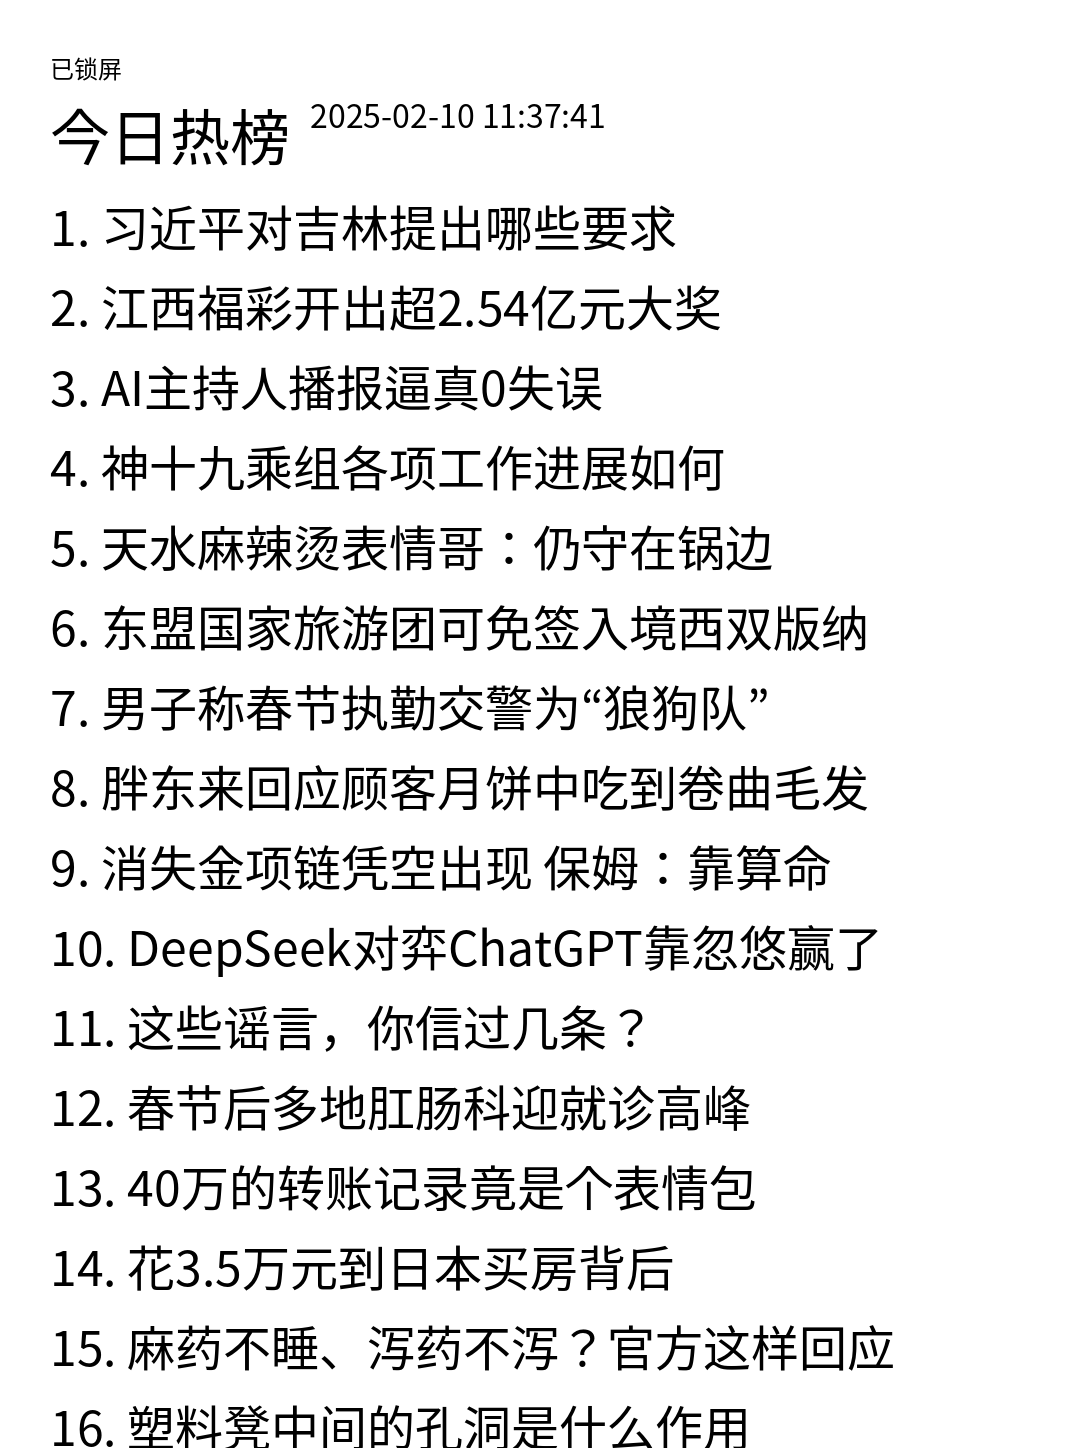 已锁屏
今日热榜 2025-02-10 11:37:41
1. 习近平对吉林提出哪些要求
2. 江西福彩开出超2.54亿元大奖
3. AI主持人播报逼真0失误
4. 神十九乘组各项工作进展如何
5. 天水麻辣烫表情哥：仍守在锅边
6. 东盟国家旅游团可免签入境西双版纳
7. 男子称春节执勤交警为“狼狗队”
8. 胖东来回应顾客月饼中吃到卷曲毛发
9. 消失金项链凭空出现 保姆：靠算命
10. DeepSeek对弈ChatGPT靠忽悠赢了
11. 这些谣言，你信过几条？
12. 春节后多地肛肠科迎就诊高峰
13. 40万的转账记录竟是个表情包
14. 花3.5万元到日本买房背后
15. 麻药不睡、泻药不泻？官方这样回应
16. 塑料凳中间的孔洞是什么作用